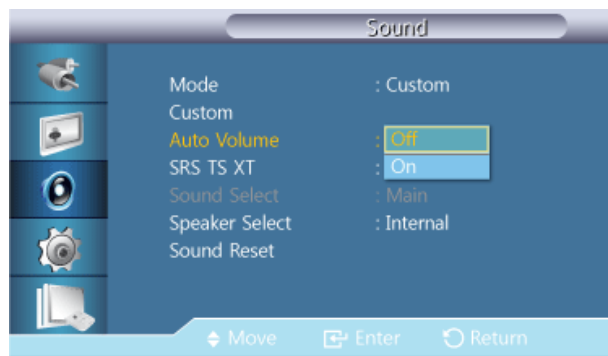 Sound
Mode : Custom
Custom
Auto Volume : Off
SRS TS XT : On
Sound Select : Main
Speaker Select : Internal
Sound Reset
Move Enter Return